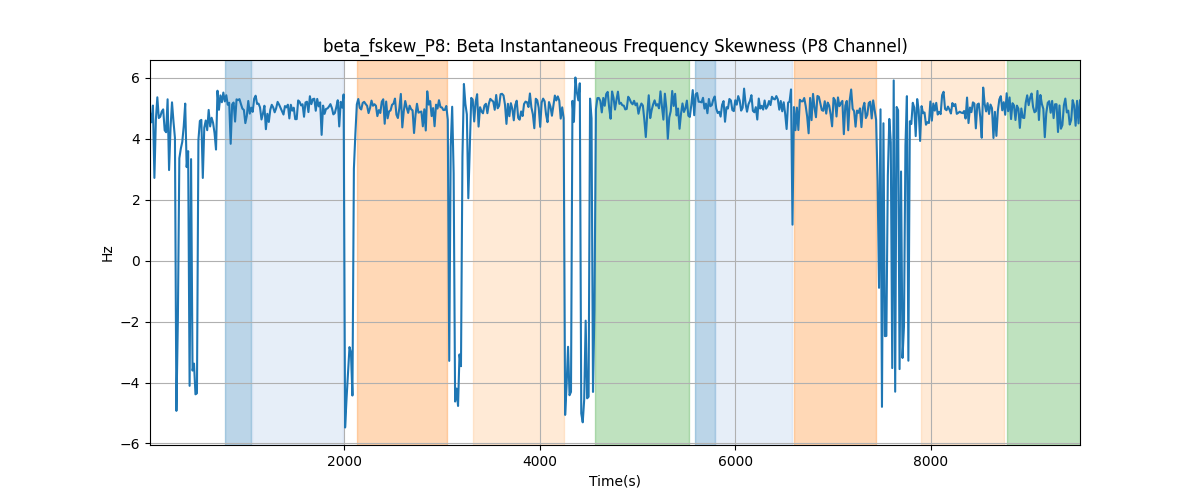 beta_fskew_P8: Beta Instantaneous Frequency Skewness (P8 Channel)
6
4
2
0
−2
−4
−6
Hz
2000 4000 6000 8000
Time(s)